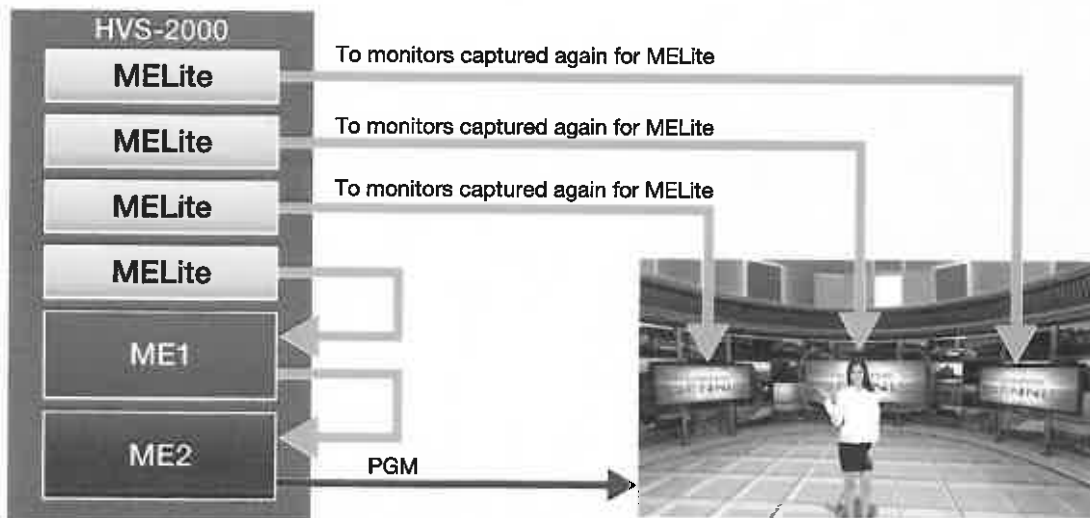 HVS-2000
MELite
To monitors captured again for MELite
MELite
To monitors captured again for MELite
MELite
To monitors captured again for MELite
MELite
ME1
ME2
PGM